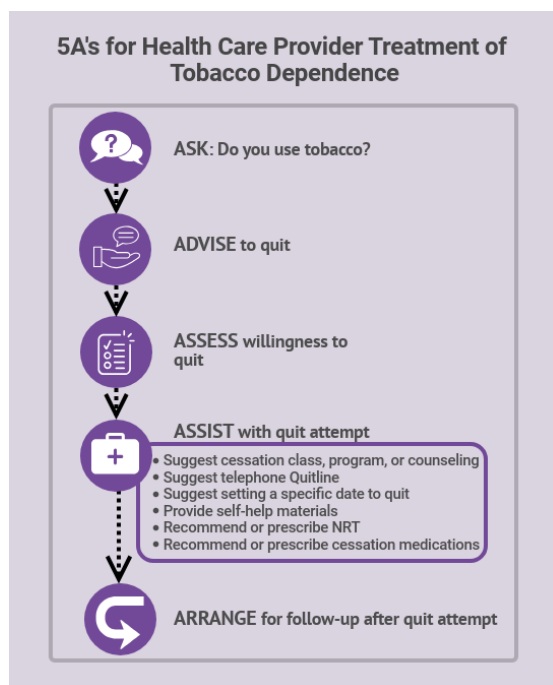 5A's for Health Care Provider Treatment of
Tobacco Dependence
?
ASK: Do you use tobacco?
ADVISE to quit
ASSESS willingness to
quit
ASSIST with quit attempt
• Suggest cessation class, program, or counseling
• Suggest telephone Quitline
• Suggest setting a specific date to quit
• Provide self-help materials
• Recommend or prescribe NRT
• Recommend or prescribe cessation medications
ARRANGE for follow-up after quit attempt